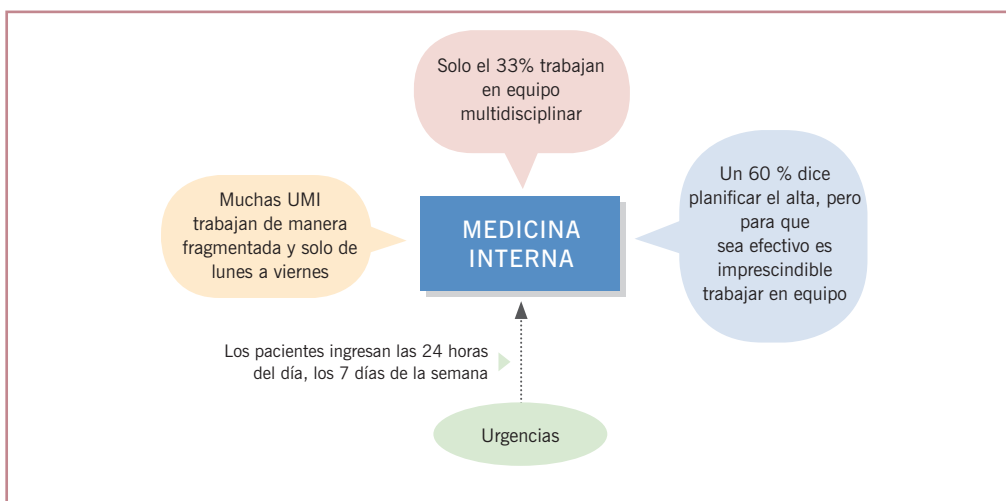 Solo el 33% trabajan
en equipo
multidisciplinar
Muchas UMI
trabajan de manera
fragmentada y solo de
lunes a viernes
MEDICINA
INTERNA
Un 60 % dice
planificar el alta, pero
para que
sea efectivo es
imprescindible
trabajar en equipo
Los pacientes ingresan las 24 horas
del día, los 7 días de la semana
Urgencias